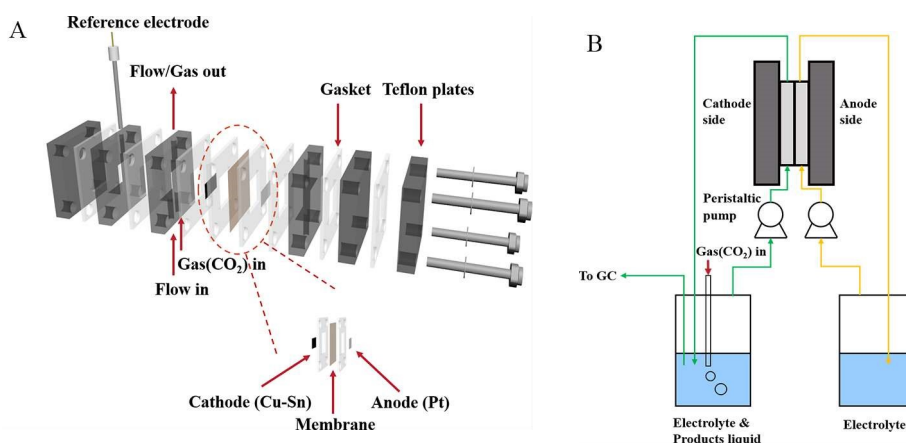 A
Reference electrode
Flow/Gas out
Gasket
Teflon plates
Gas(CO₂) in
Flow in
Cathode (Cu-Sn)
Membrane
Anode (Pt)
B
Cathode
side
Anode
side
Peristaltic
pump
Gas(CO₂) in
To GC
Electrolyte &
Products liquid
Electrolyte